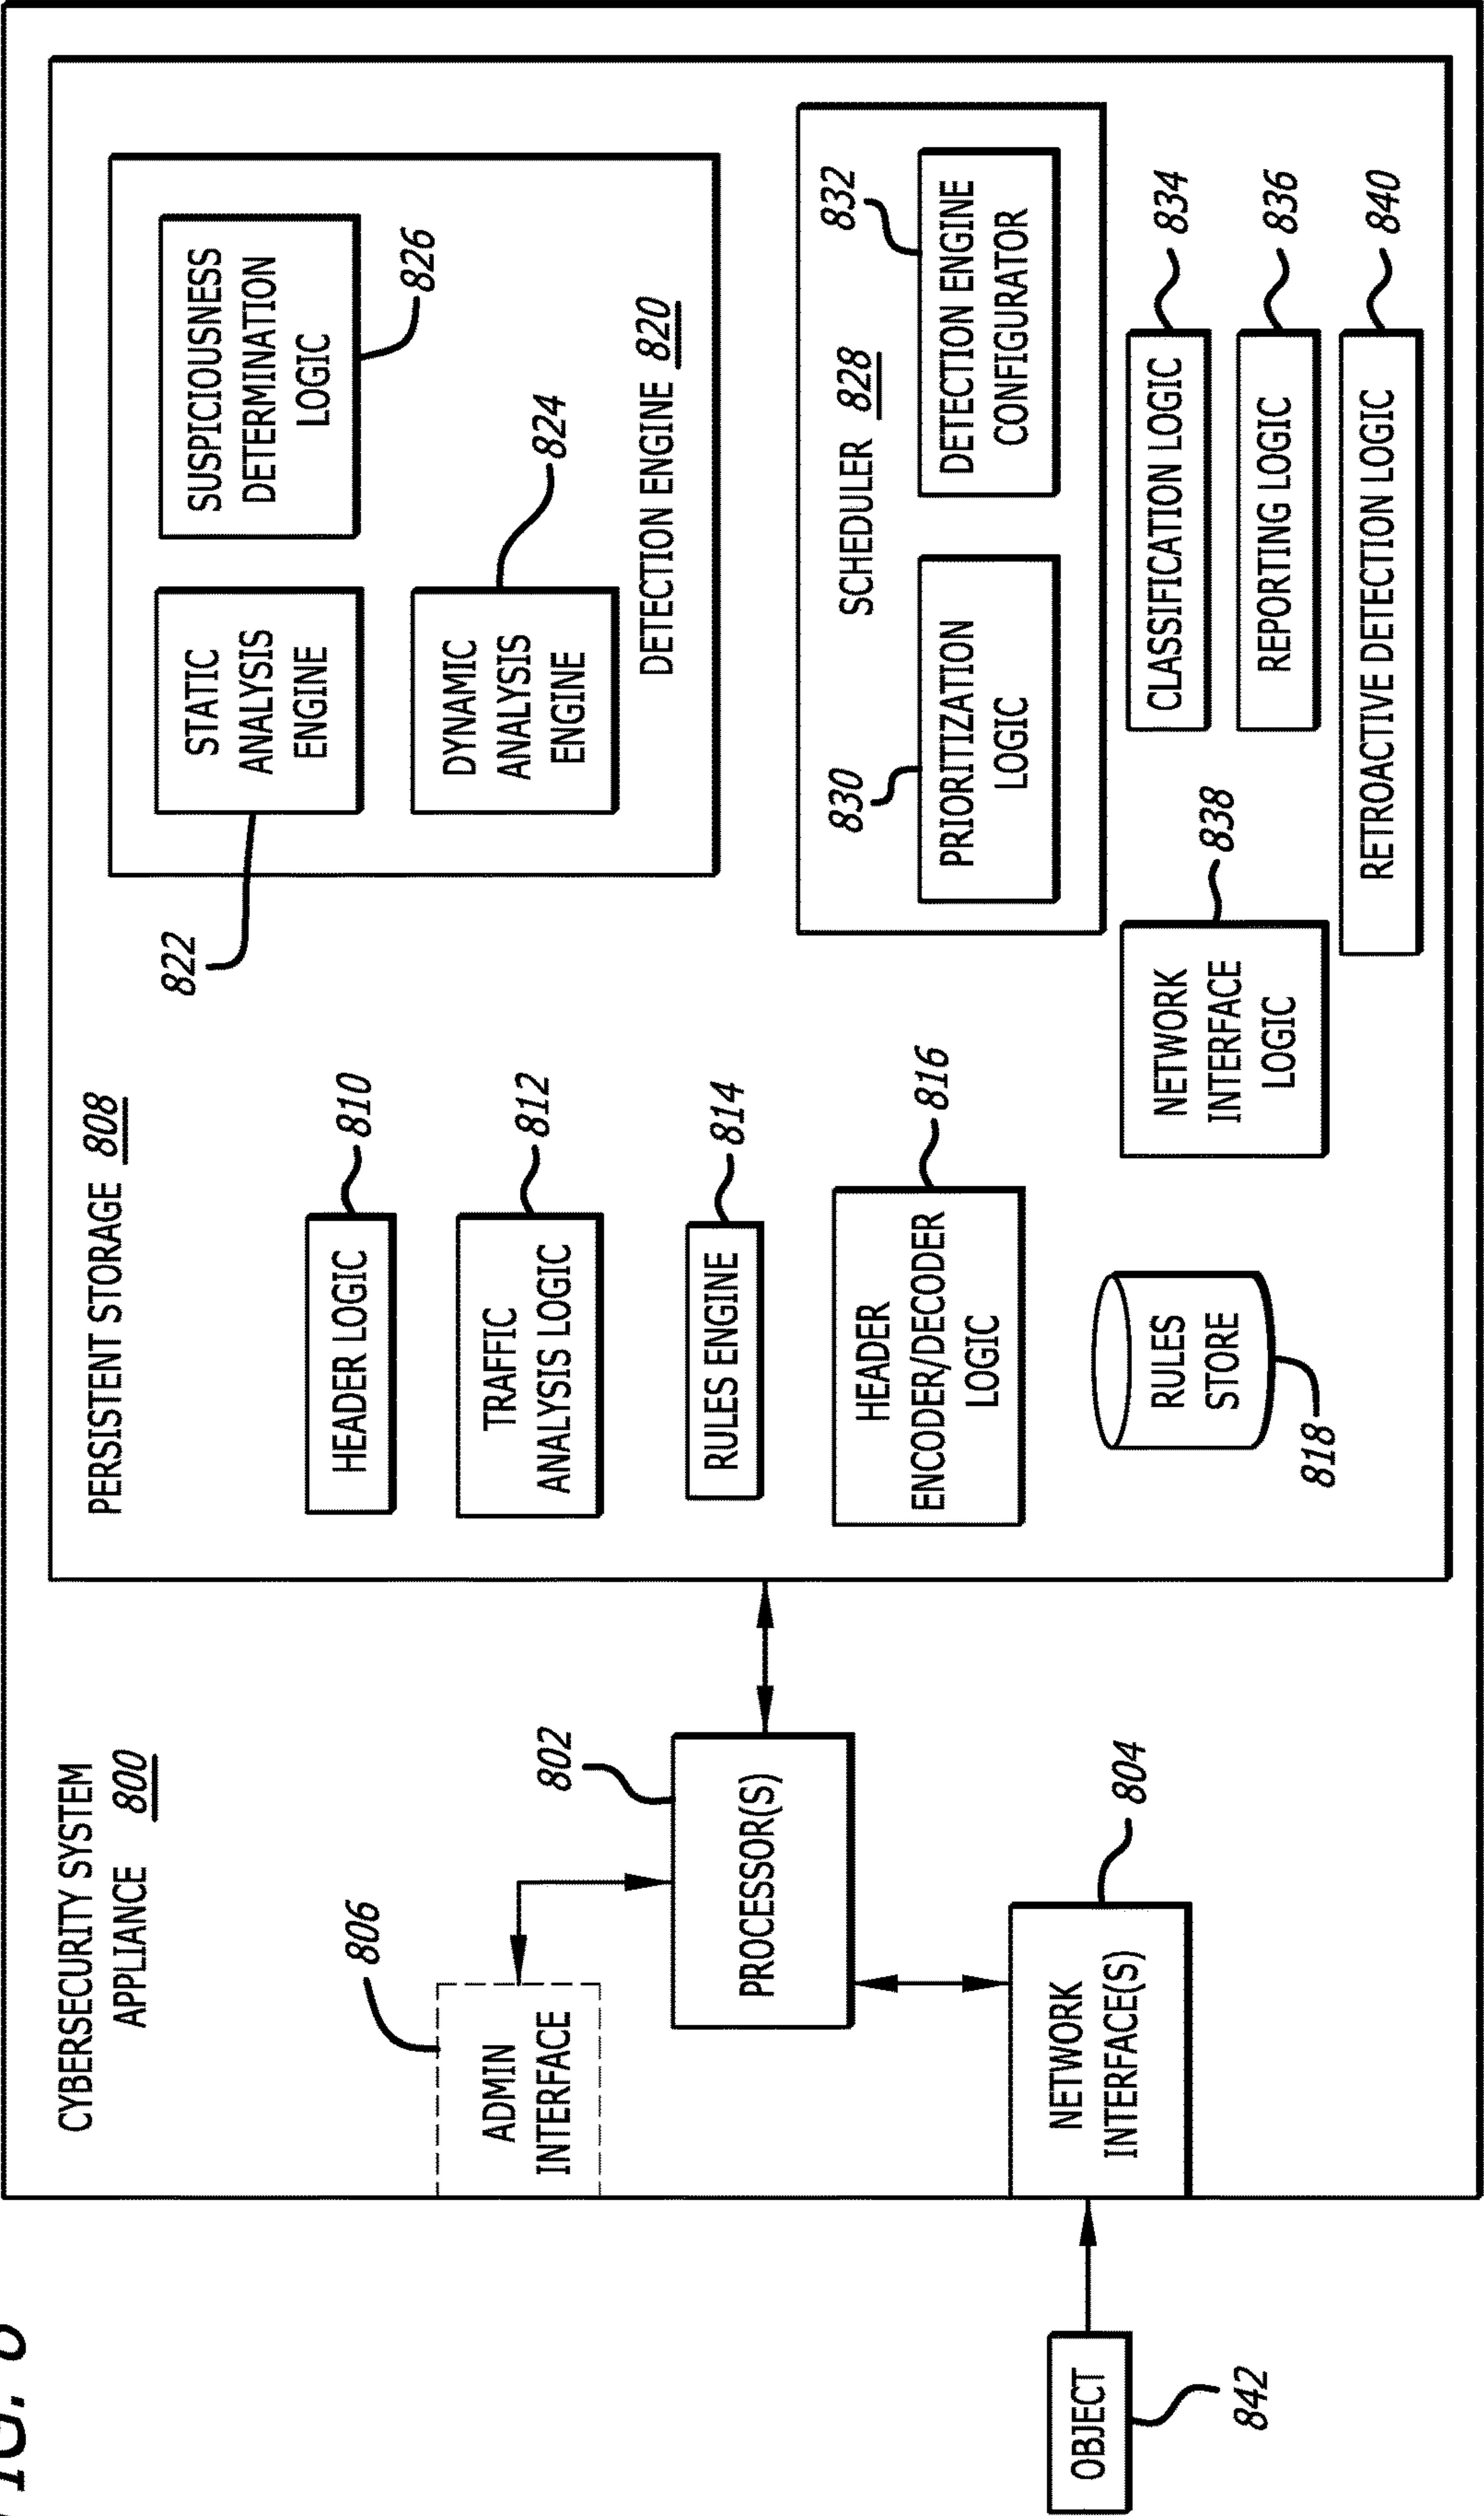 FIG. 8
CYBERSECURITY SYSTEM
APPLIANCE 800
PERSISTENT STORAGE 808
806
ADMIN
INTERFACE
802
PROCESSOR(S)
NETWORK
INTERFACE(S)
804
OBJECT
842
HEADER LOGIC
810
TRAFFIC
ANALYSIS LOGIC
812
RULES ENGINE
814
HEADER
ENCODER/DECODER
LOGIC
816
RULES
STORE
818
822
STATIC
ANALYSIS
ENGINE
SUSPICIOUSNESS
DETERMINATION
LOGIC
826
DYNAMIC
ANALYSIS
ENGINE
824
DETECTION ENGINE 820
SCHEDULER 828
830
PRIORITIZATION
LOGIC
832
DETECTION ENGINE
CONFIGURATOR
NETWORK
INTERFACE
LOGIC
838
CLASSIFICATION LOGIC
834
REPORTING LOGIC
836
RETROACTIVE DETECTION LOGIC
840